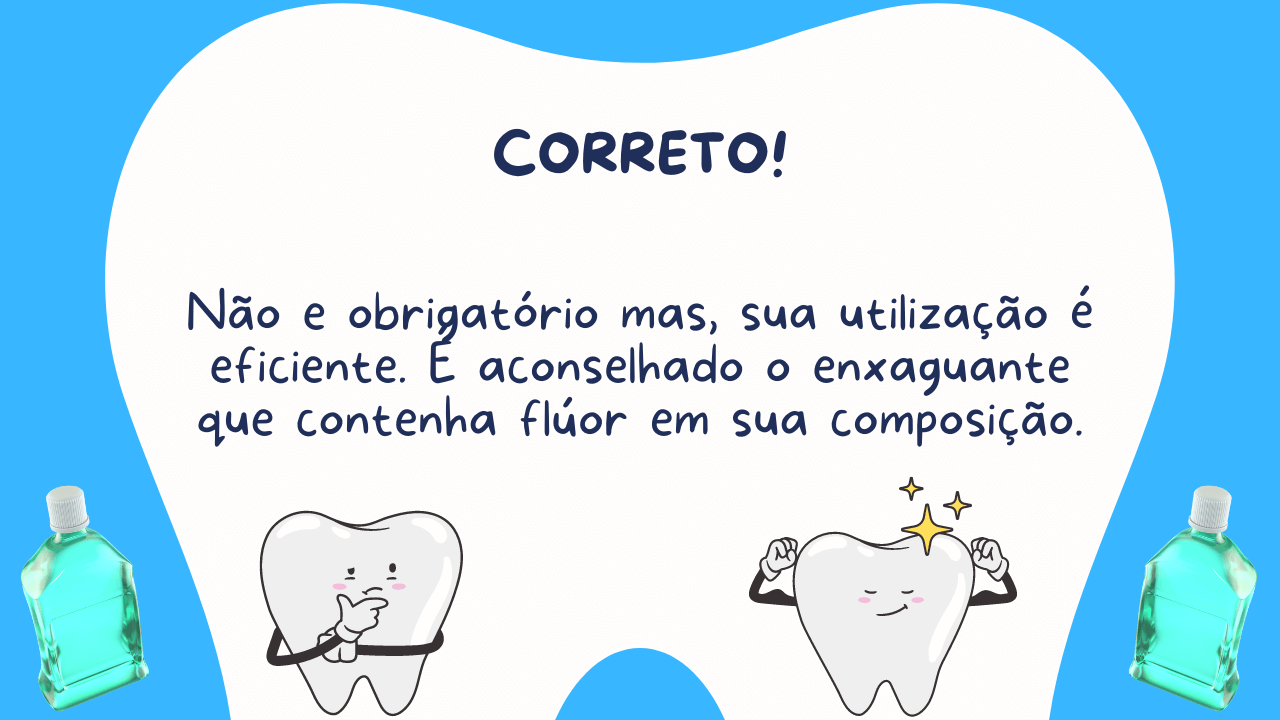 CORRETO!
Não e obrigatório mas, sua utilização é
eficiente. É aconselhado o enxaguante
que contenha flúor em sua composição.